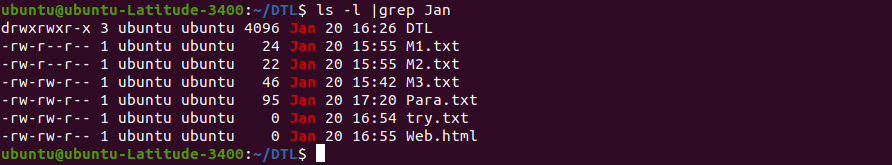 ubuntu@ubuntu-Latitude-3400:~/DTL$ ls -l |grep Jan
drwxrwxr-x 3 ubuntu ubuntu 4096 Jan 20 16:26 DTL
-rw-r--r-- 1 ubuntu ubuntu   24 Jan 20 15:55 M1.txt
-rw-rw-r-- 1 ubuntu ubuntu   22 Jan 20 15:55 M2.txt
-rw-rw-r-- 1 ubuntu ubuntu   46 Jan 20 15:42 M3.txt
-rw-rw-r-- 1 ubuntu ubuntu   95 Jan 20 17:20 Para.txt
-rw-rw-r-- 1 ubuntu ubuntu    0 Jan 20 16:54 try.txt
-rw-rw-r-- 1 ubuntu ubuntu    0 Jan 20 16:55 Web.html
ubuntu@ubuntu-Latitude-3400:~/DTL$